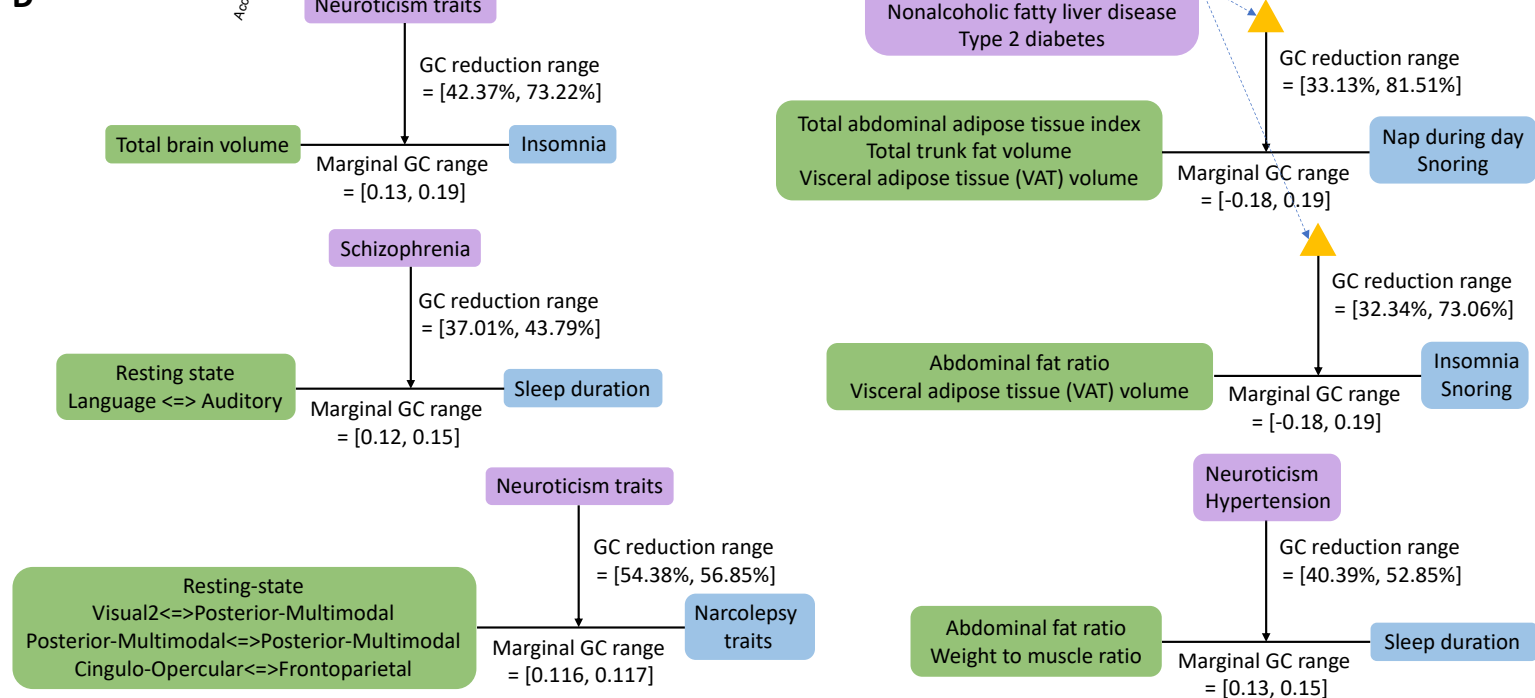 D
Acc
Neuroticism traits
GC reduction range
= [42.37%, 73.22%]
Total brain volume
Insomnia
Marginal GC range
= [0.13, 0.19]
Schizophrenia
GC reduction range
= [37.01%, 43.79%]
Resting state
Language <=> Auditory
Sleep duration
Marginal GC range
= [0.12, 0.15]
Neuroticism traits
GC reduction range
= [54.38%, 56.85%]
Resting-state
Visual2<=>Posterior-Multimodal
Posterior-Multimodal<=>Posterior-Multimodal
Cingulo-Opercular<=>Frontoparietal
Narcolepsy
traits
Marginal GC range
= [0.116, 0.117]
Nonalcoholic fatty liver disease
Type 2 diabetes
GC reduction range
= [33.13%, 81.51%]
Total abdominal adipose tissue index
Total trunk fat volume
Visceral adipose tissue (VAT) volume
Nap during day
Snoring
Marginal GC range
= [-0.18, 0.19]
GC reduction range
= [32.34%, 73.06%]
Abdominal fat ratio
Visceral adipose tissue (VAT) volume
Insomnia
Snoring
Marginal GC range
= [-0.18, 0.19]
Neuroticism
Hypertension
GC reduction range
= [40.39%, 52.85%]
Abdominal fat ratio
Weight to muscle ratio
Sleep duration
Marginal GC range
= [0.13, 0.15]